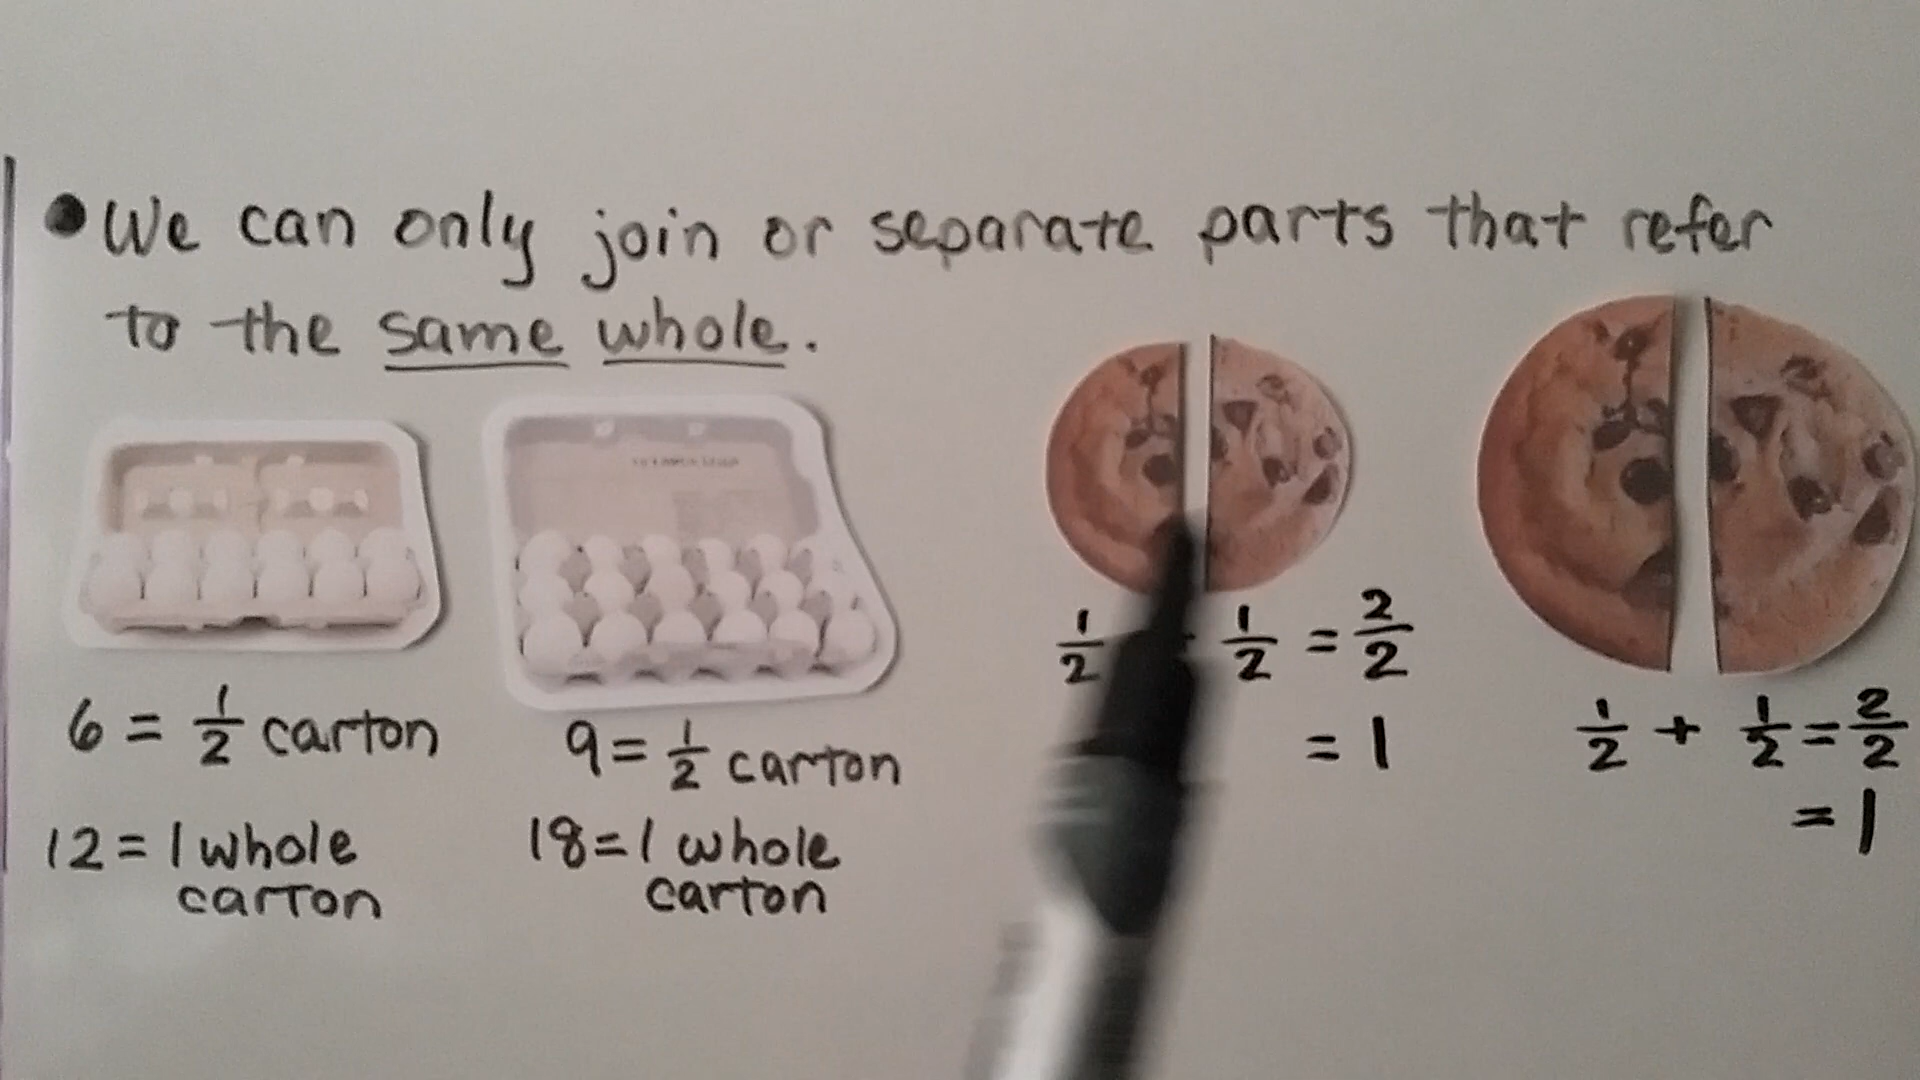 • We can only join or separate parts that refer
to the same whole.
6 = 1/2 carton
12 = 1 whole
carton
9 = 1/2 carton
18 = 1 whole
carton
1/2 1/2 = 2/2
= 1
1/2 + 1/2 = 2/2
= 1